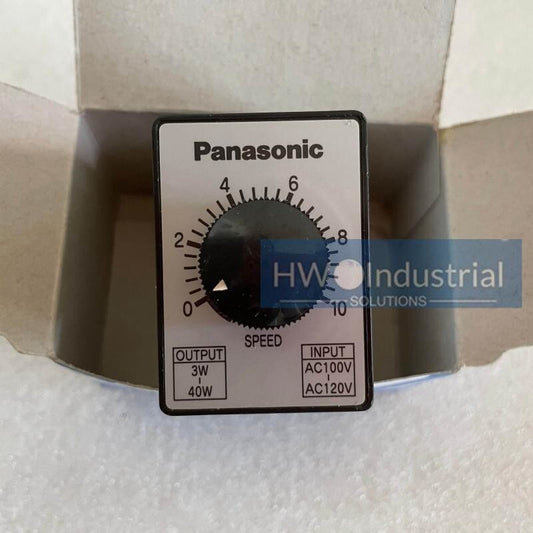 Panasonic
4 6
2 8
0 10
SPEED
OUTPUT
3W
40W
INPUT
AC100V
AC120V
HW Industrial
SOLUTIONS